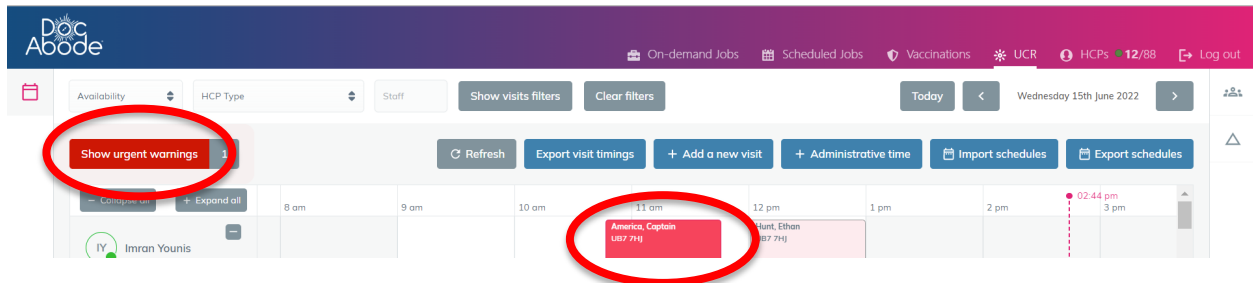 Doc
Abode
On-demand Jobs Scheduled Jobs Vaccinations UCR HCPs 12/88 Log out
Availability HCP Type Staff Show visits filters Clear filters Today < Wednesday 15th June 2022 >
Show urgent warnings 1 Refresh Export visit timings + Add a new visit + Administrative time Import schedules Export schedules
− Collapse all + Expand all
02:44 pm
8 am 9 am 10 am 11 am 12 pm 1 pm 2 pm 3 pm
America, Captain Hunt, Ethan
UB7 7HJ UB7 7HJ
IY Imran Younis